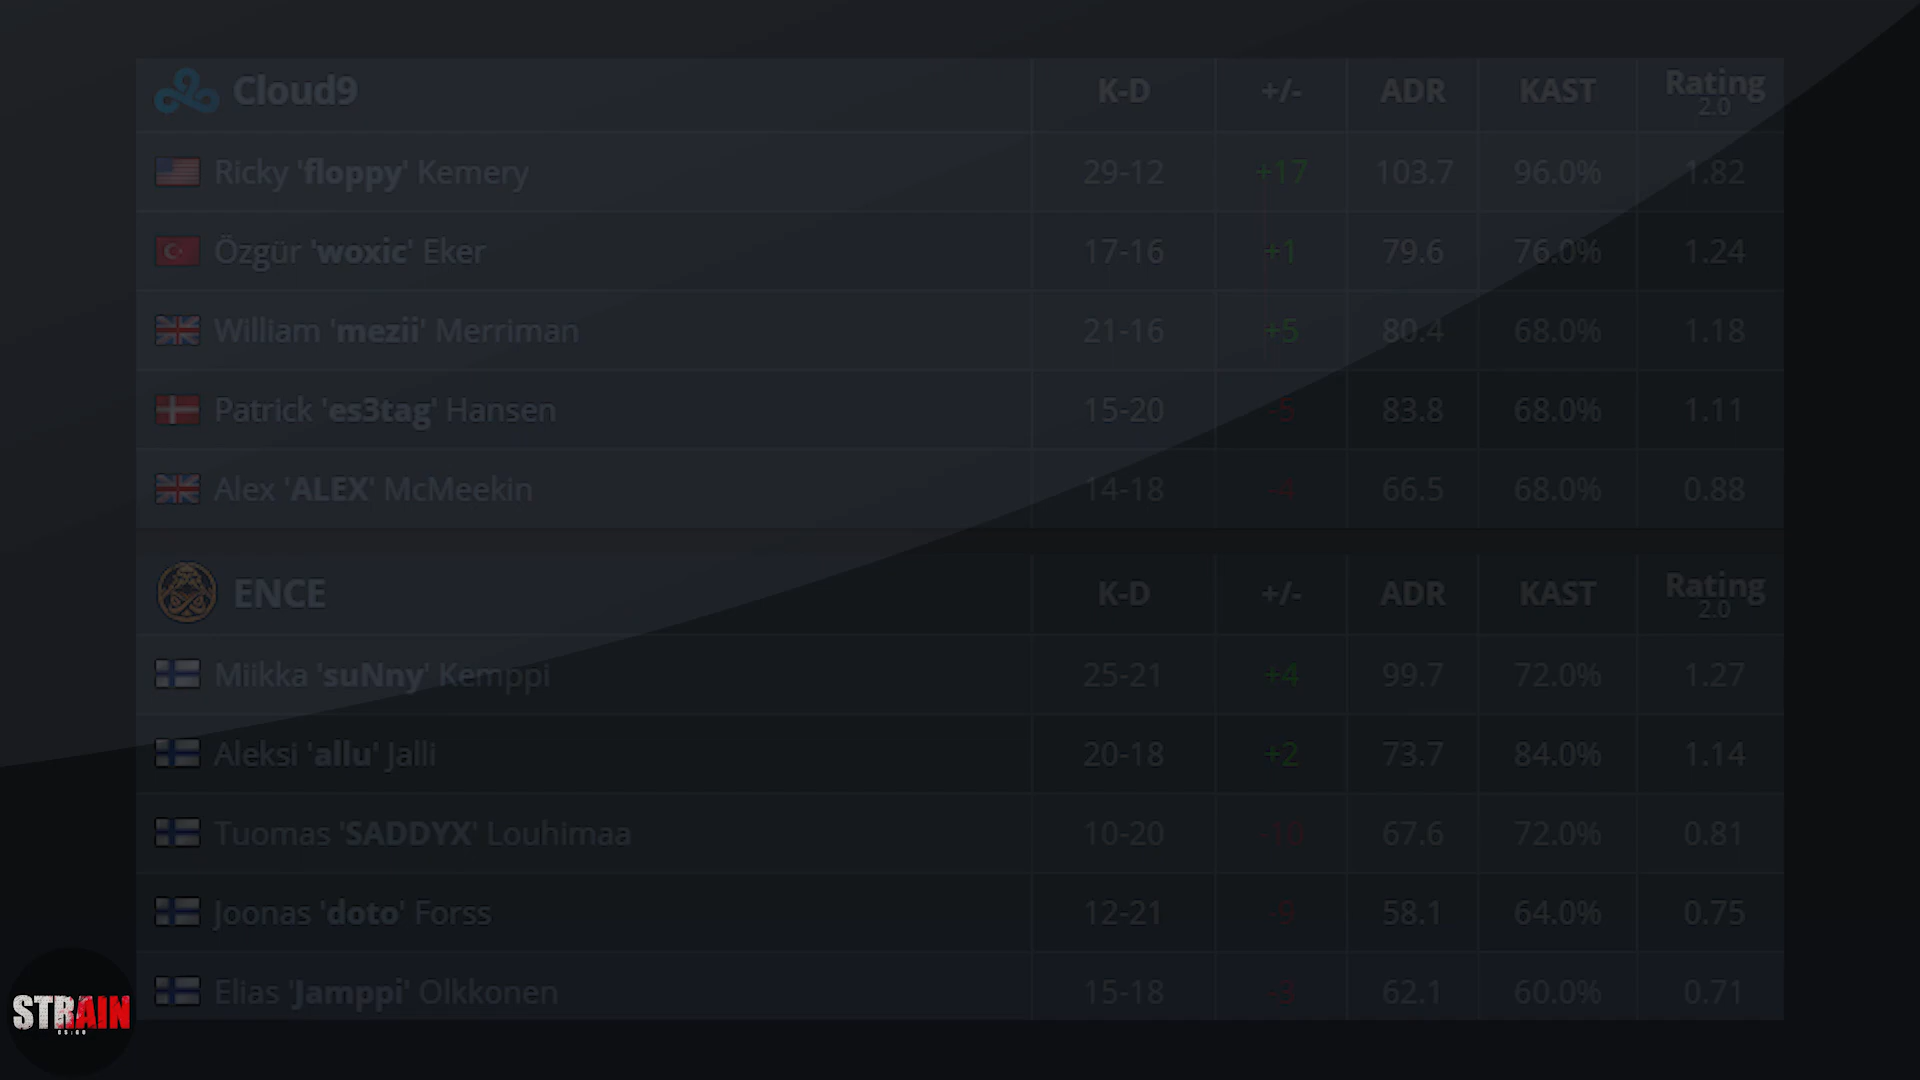 Cloud9 K-D +/- ADR KAST Rating 2.0
Ricky 'floppy' Kemery 29-12 +17 103.7 96.0% 1.82
Özgür 'woxic' Eker 17-16 +1 79.6 76.0% 1.24
William 'mezii' Merriman 21-16 +5 80.4 68.0% 1.18
Patrick 'es3tag' Hansen 15-20 -5 83.8 68.0% 1.11
Alex 'ALEX' McMeekin 14-18 -4 66.5 68.0% 0.88
ENCE K-D +/- ADR KAST Rating 2.0
Miikka 'suNny' Kemppi 25-21 +4 99.7 72.0% 1.27
Aleksi 'allu' Jalli 20-18 +2 73.7 84.0% 1.14
Tuomas 'SADDYX' Louhimaa 10-20 -10 67.6 72.0% 0.81
Joonas 'doto' Forss 12-21 -9 58.1 64.0% 0.75
Elias 'Jamppi' Olkkonen 15-18 -3 62.1 60.0% 0.71
STRAIN